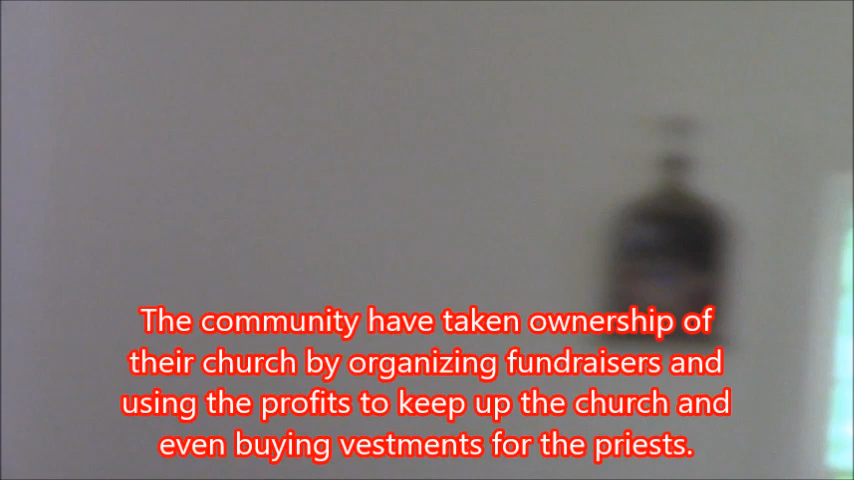 The community have taken ownership of
their church by organizing fundraisers and
using the profits to keep up the church and
even buying vestments for the priests.